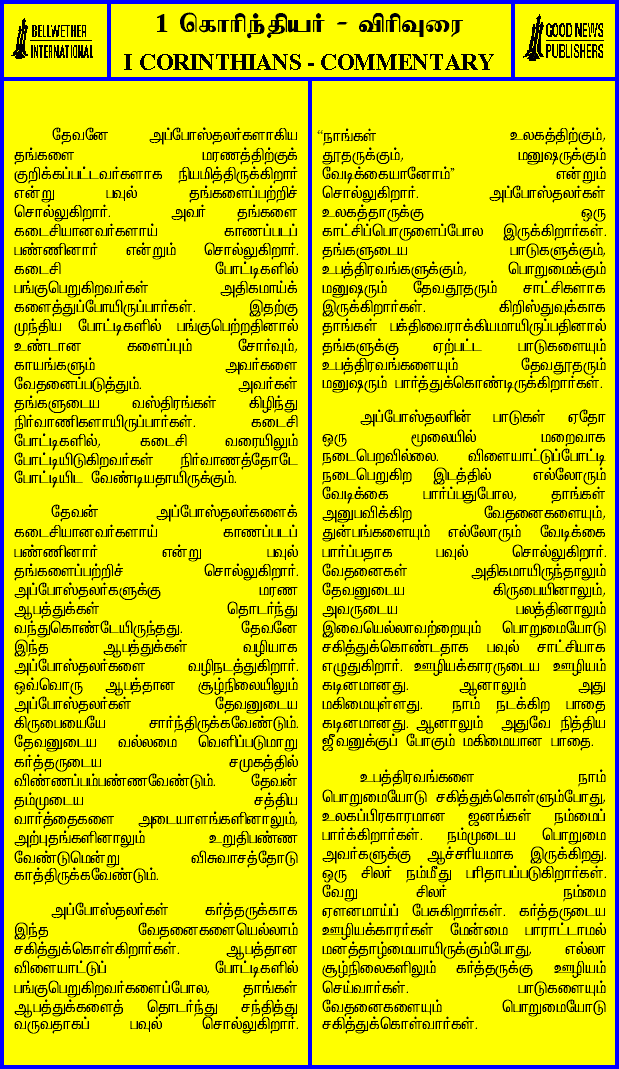 BELLWETHER
INTERNATIONAL
1 கொரிந்தியர் - விரிவுரை
I CORINTHIANS - COMMENTARY
GOOD NEWS
PUBLISHERS
தேவனே அப்போஸ்தலர்களாகிய
தங்களை மரணத்திற்குக்
குறிக்கப்பட்டவர்களாக நியமித்திருக்கிறார்
என்று பவுல் தங்களைப்பற்றிச்
சொல்லுகிறார். அவர் தங்களை
கடைசியானவர்களாய் காணப்படப்
பண்ணினார் என்றும் சொல்லுகிறார்.
கடைசி போட்டிகளில்
பங்குபெறுகிறவர்கள் அதிகமாய்க்
களைத்துப்போயிருப்பார்கள். இதற்கு
முந்திய போட்டிகளில் பங்குபெற்றதினால்
உண்டான களைப்பும் சோர்வும்,
காயங்களும் அவர்களை
வேதனைப்படுத்தும். அவர்கள்
தங்களுடைய வஸ்திரங்கள் கிழிந்து
நிர்வாணிகளாயிருப்பார்கள். கடைசி
போட்டிகளில், கடைசி வரையிலும்
போட்டியிடுகிறவர்கள் நிர்வாணத்தோடே
போட்டியிட வேண்டியதாயிருக்கும்.
தேவன் அப்போஸ்தலர்களைக்
கடைசியானவர்களாய் காணப்படப்
பண்ணினார் என்று பவுல்
தங்களைப்பற்றிச் சொல்லுகிறார்.
அப்போஸ்தலர்களுக்கு மரண
ஆபத்துக்கள் தொடர்ந்து
வந்துகொண்டேயிருந்தது. தேவனே
இந்த ஆபத்துக்கள் வழியாக
அப்போஸ்தலர்களை வழிநடத்துகிறார்.
ஒவ்வொரு ஆபத்தான சூழ்நிலையிலும்
அப்போஸ்தலர்கள் தேவனுடைய
கிருபையையே சார்ந்திருக்கவேண்டும்.
தேவனுடைய வல்லமை வெளிப்படுமாறு
கர்த்தருடைய சமுகத்தில்
விண்ணப்பம்பண்ணவேண்டும். தேவன்
தம்முடைய சத்திய
வார்த்தைகளை அடையாளங்களினாலும்,
அற்புதங்களினாலும் உறுதிபண்ண
வேண்டுமென்று விசுவாசத்தோடு
காத்திருக்கவேண்டும்.
அப்போஸ்தலர்கள் கர்த்தருக்காக
இந்த வேதனைகளையெல்லாம்
சகித்துக்கொள்கிறார்கள். ஆபத்தான
விளையாட்டுப் போட்டிகளில்
பங்குபெறுகிறவர்களைப்போல, தாங்கள்
ஆபத்துக்களைத் தொடர்ந்து சந்தித்து
வருவதாகப் பவுல் சொல்லுகிறார்.
“நாங்கள் உலகத்திற்கும்,
தூதருக்கும், மனுஷருக்கும்
வேடிக்கையானோம்” என்றும்
சொல்லுகிறார். அப்போஸ்தலர்கள்
உலகத்தாருக்கு ஒரு
காட்சிப்பொருளைப்போல இருக்கிறார்கள்.
தங்களுடைய பாடுகளுக்கும்,
உபத்திரவங்களுக்கும், பொறுமைக்கும்
மனுஷரும் தேவதூதரும் சாட்சிகளாக
இருக்கிறார்கள். கிறிஸ்துவுக்காக
தாங்கள் பக்திவைராக்கியமாயிருப்பதினால்
தங்களுக்கு ஏற்பட்ட பாடுகளையும்
உபத்திரவங்களையும் தேவதூதரும்
மனுஷரும் பார்த்துக்கொண்டிருக்கிறார்கள்.
அப்போஸ்தலரின் பாடுகள் ஏதோ
ஒரு மூலையில் மறைவாக
நடைபெறவில்லை. விளையாட்டுப்போட்டி
நடைபெறுகிற இடத்தில் எல்லோரும்
வேடிக்கை பார்ப்பதுபோல, தாங்கள்
அனுபவிக்கிற வேதனைகளையும்,
துன்பங்களையும் எல்லோரும் வேடிக்கை
பார்ப்பதாக பவுல் சொல்லுகிறார்.
வேதனைகள் அதிகமாயிருந்தாலும்
தேவனுடைய கிருபையினாலும்,
அவருடைய பலத்தினாலும்
இவையெல்லாவற்றையும் பொறுமையோடு
சகித்துக்கொண்டதாக பவுல் சாட்சியாக
எழுதுகிறார். ஊழியக்காரருடைய ஊழியம்
கடினமானது. ஆனாலும் அது
மகிமையுள்ளது. நாம் நடக்கிற பாதை
கடினமானது. ஆனாலும் அதுவே நித்திய
ஜீவனுக்குப் போகும் மகிமையான பாதை.
உபத்திரவங்களை நாம்
பொறுமையோடு சகித்துக்கொள்ளும்போது,
உலகப்பிரகாரமான ஜனங்கள் நம்மைப்
பார்க்கிறார்கள். நம்முடைய பொறுமை
அவர்களுக்கு ஆச்சரியமாக இருக்கிறது.
ஒரு சிலர் நம்மீது பரிதாபப்படுகிறார்கள்.
வேறு சிலர் நம்மை
ஏளனமாய்ப் பேசுகிறார்கள். கர்த்தருடைய
ஊழியக்காரர்கள் மேன்மை பாராட்டாமல்
மனத்தாழ்மையாயிருக்கும்போது, எல்லா
சூழ்நிலைகளிலும் கர்த்தருக்கு ஊழியம்
செய்வார்கள். பாடுகளையும்
வேதனைகளையும் பொறுமையோடு
சகித்துக்கொள்வார்கள்.